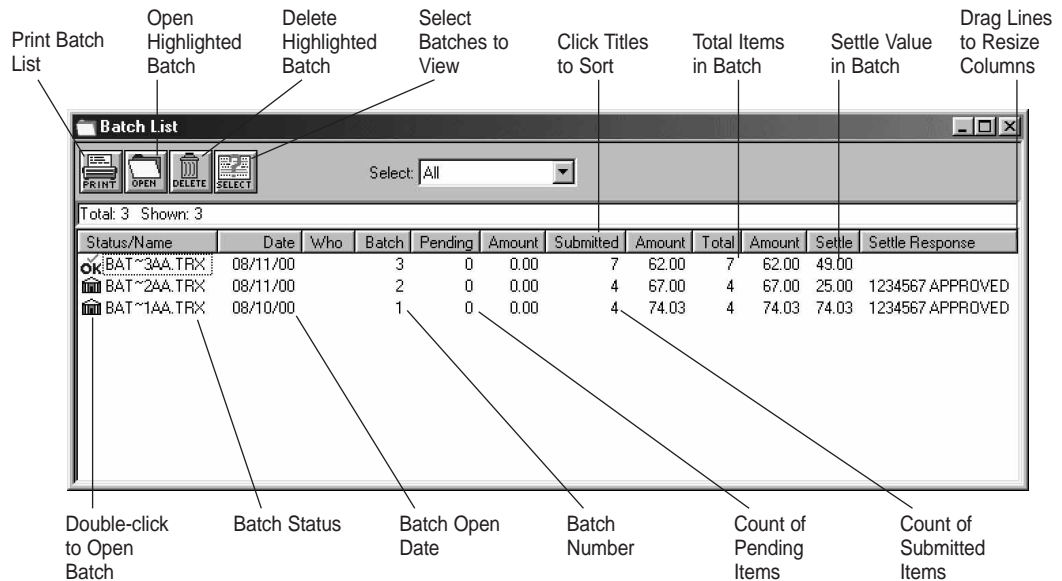 Print Batch
List
Open
Highlighted
Batch
Delete
Highlighted
Batch
Select
Batches to
View
Click Titles
to Sort
Total Items
in Batch
Settle Value
in Batch
Drag Lines
to Resize
Columns
Batch List
PRINT OPEN DELETE SELECT
Select: All
Total: 3 Shown: 3
Status/Name Date Who Batch Pending Amount Submitted Amount Total Amount Settle Settle Response
OK BAT~3AA.TRX 08/11/00 3 0 0.00 7 62.00 7 62.00 49.00
BAT~2AA.TRX 08/11/00 2 0 0.00 4 67.00 4 67.00 25.00 1234567 APPROVED
BAT~1AA.TRX 08/10/00 1 0 0.00 4 74.03 4 74.03 74.03 1234567 APPROVED
Double-click
to Open
Batch
Batch Status
Batch Open
Date
Batch
Number
Count of
Pending
Items
Count of
Submitted
Items